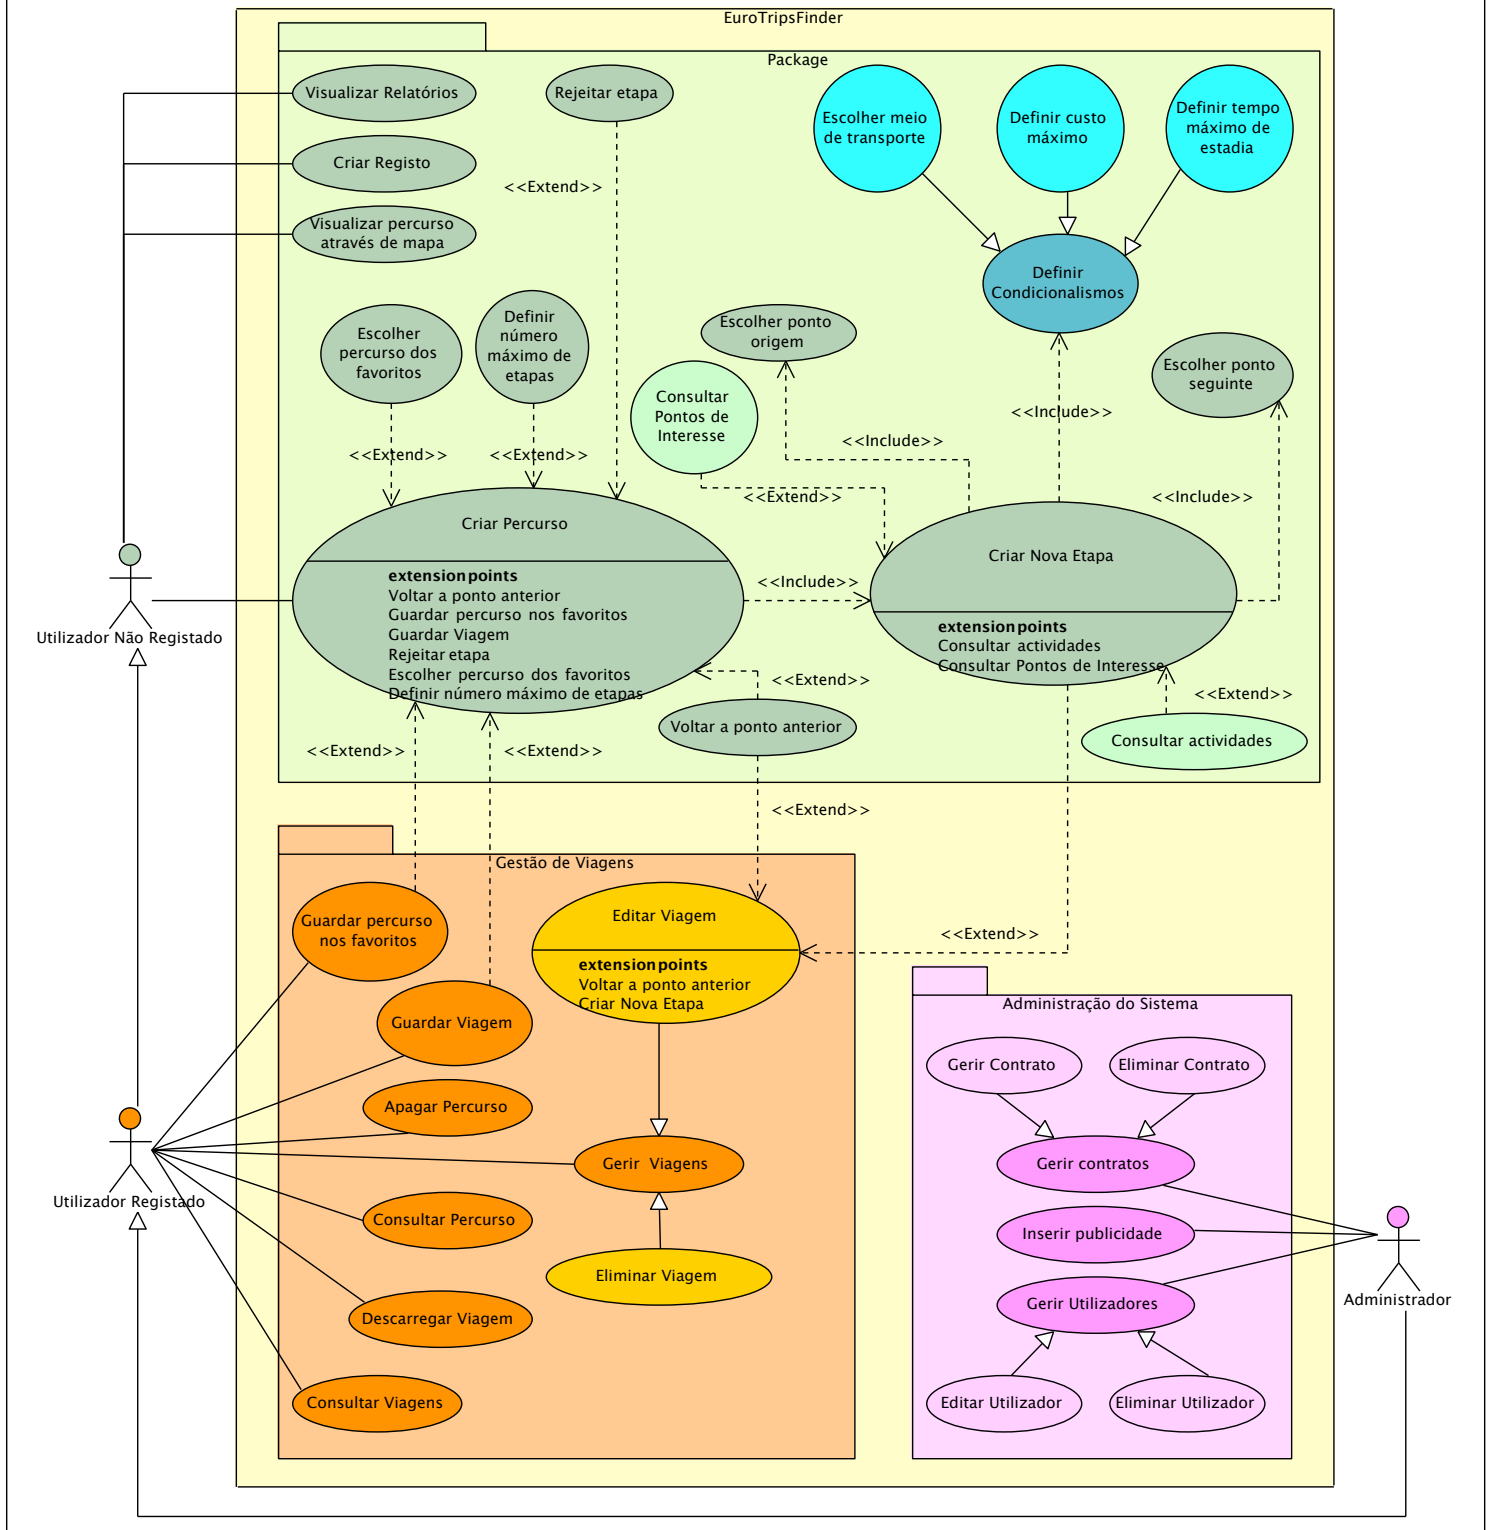 EuroTripsFinder
Package
Visualizar Relatórios
Rejeitar etapa
Escolher meio
de transporte
Definir custo
máximo
Definir tempo
máximo de
estadia
Criar Registo
<<Extend>>
Visualizar percurso
através de mapa
Definir
Condicionalismos
Escolher
percurso dos
favoritos
Definir
número
máximo de
etapas
Escolher ponto
origem
Escolher ponto
seguinte
Consultar
Pontos de
Interesse
<<Include>>
<<Include>>
<<Extend>>
<<Extend>>
<<Extend>>
<<Include>>
Criar Percurso
extension points
Voltar a ponto anterior
Guardar percurso nos favoritos
Guardar Viagem
Rejeitar etapa
Escolher percurso dos favoritos
Definir número máximo de etapas
<<Include>>
Criar Nova Etapa
extension points
Consultar actividades
Consultar Pontos de Interesse
Utilizador Não Registado
<<Extend>>
<<Extend>>
Voltar a ponto anterior
Consultar actividades
<<Extend>>
<<Extend>>
<<Extend>>
Gestão de Viagens
Guardar percurso
nos favoritos
Editar Viagem
extension points
Voltar a ponto anterior
Criar Nova Etapa
<<Extend>>
Guardar Viagem
Administração do Sistema
Gerir Contrato
Eliminar Contrato
Apagar Percurso
Gerir Viagens
Gerir contratos
Utilizador Registado
Consultar Percurso
Inserir publicidade
Eliminar Viagem
Gerir Utilizadores
Administrador
Descarregar Viagem
Consultar Viagens
Editar Utilizador
Eliminar Utilizador